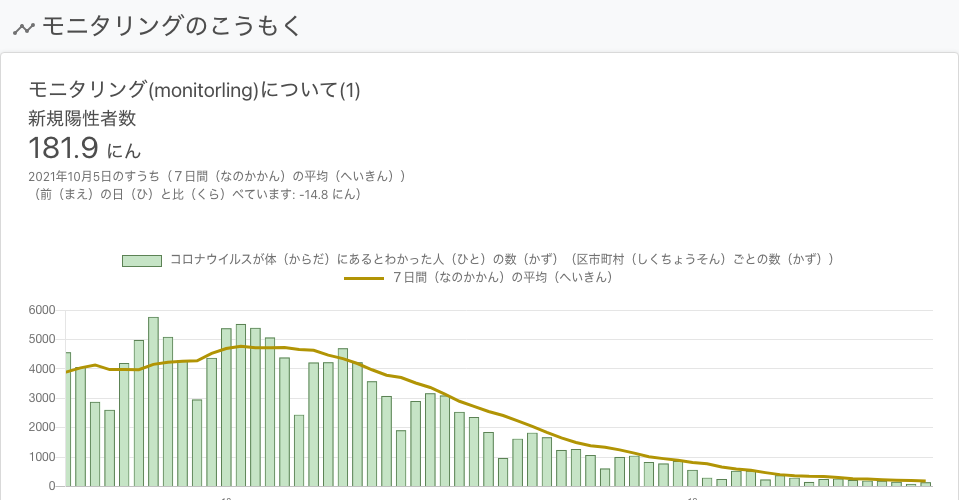 モニタリングのこうもく
モニタリング(monitorling)について(1)
新規陽性者数
181.9 にん
2021年10月5日のすうち（７日間（なのかかん）の平均（へいきん））
（前（まえ）の日（ひ）と比（くら）べています: -14.8 にん）
コロナウイルスが体（からだ）にあるとわかった人（ひと）の数（かず）（区市町村（しくちょうそん）ごとの数（かず））
７日間（なのかかん）の平均（へいきん）
6000
5000
4000
3000
2000
1000
0